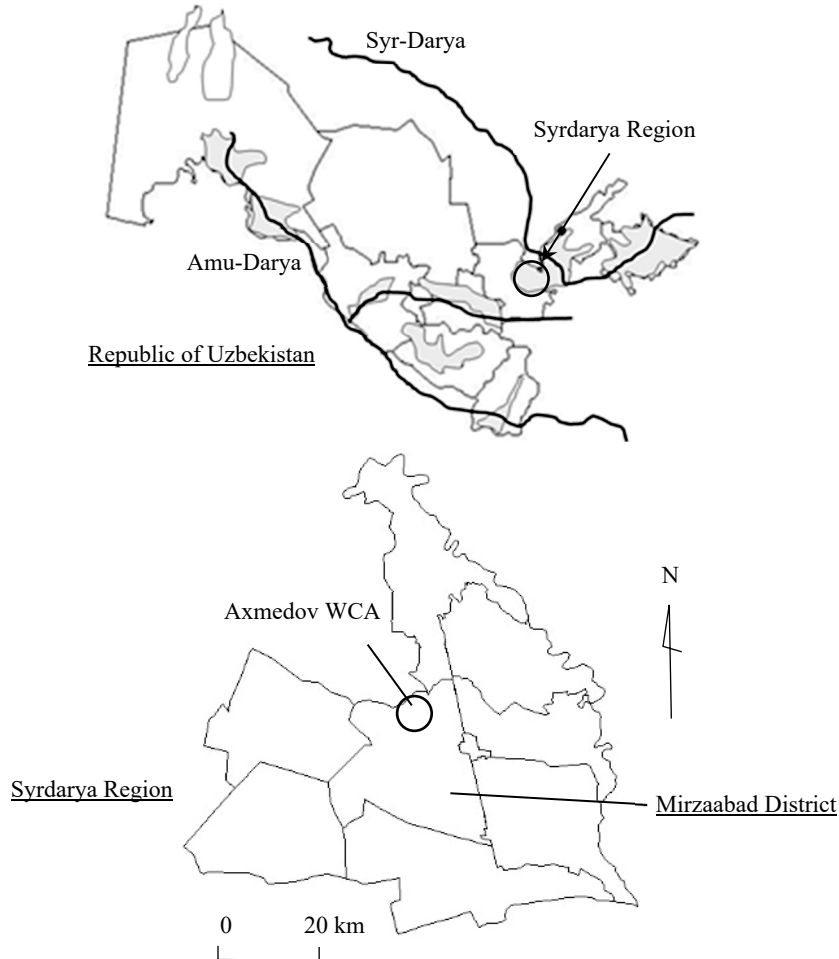 Syr-Darya
Syrdarya Region
Amu-Darya
Republic of Uzbekistan
N
Axmedov WCA
Syrdarya Region
Mirzaabad District
0 20 km